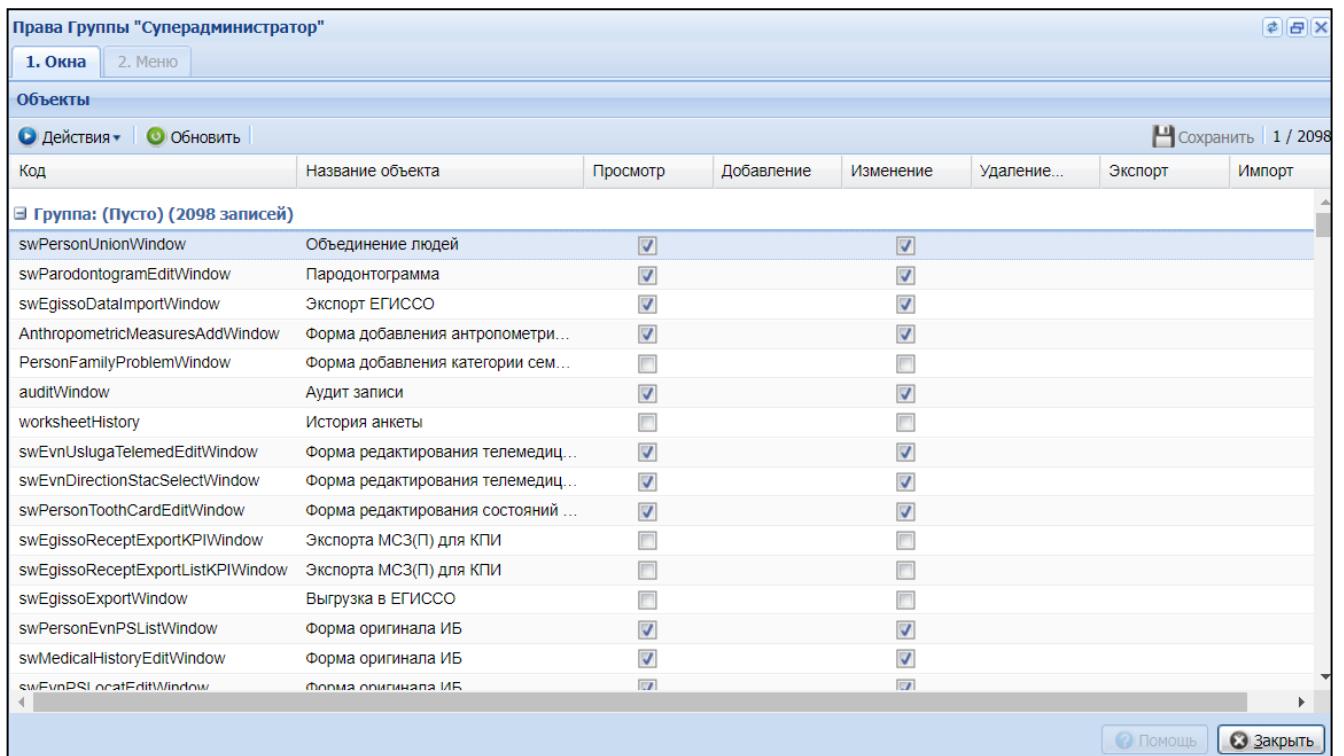 Права Группы "Суперадминистратор"
1. Окна 2. Меню
Объекты
Действия Обновить Сохранить 1 / 2098
Код Название объекта Просмотр Добавление Изменение Удаление... Экспорт Импорт
Группа: (Пусто) (2098 записей)
swPersonUnionWindow Объединение людей
swParodontogramEditWindow Пародонтограмма
swEgissoDataImportWindow Экспорт ЕГИССО
AnthropometricMeasuresAddWindow Форма добавления антропометри...
PersonFamilyProblemWindow Форма добавления категории сем...
auditWindow Аудит записи
worksheetHistory История анкеты
swEvnUslugaTelemedEditWindow Форма редактирования телемедиц...
swEvnDirectionStacSelectWindow Форма редактирования телемедиц...
swPersonToothCardEditWindow Форма редактирования состояний ...
swEgissoReceptExportKPIWindow Экспорта МСЗ(П) для КПИ
swEgissoReceptExportListKPIWindow Экспорта МСЗ(П) для КПИ
swEgissoExportWindow Выгрузка в ЕГИССО
swPersonEvnPSListWindow Форма оригинала ИБ
swMedicalHistoryEditWindow Форма оригинала ИБ
swEvnPSLocatEditWindow Форма оригинала ИБ
Помощь Закрыть